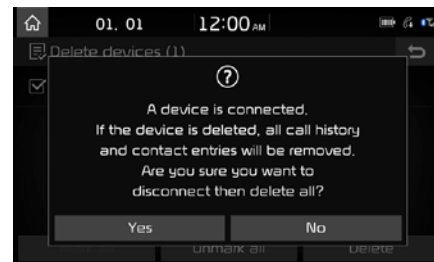 01. 01
12:00 AM
Delete devices (1)
A device is connected.
If the device is deleted, all call history
and contact entries will be removed.
Are you sure you want to
disconnect then delete all?
Yes
No
Unmark all
Delete